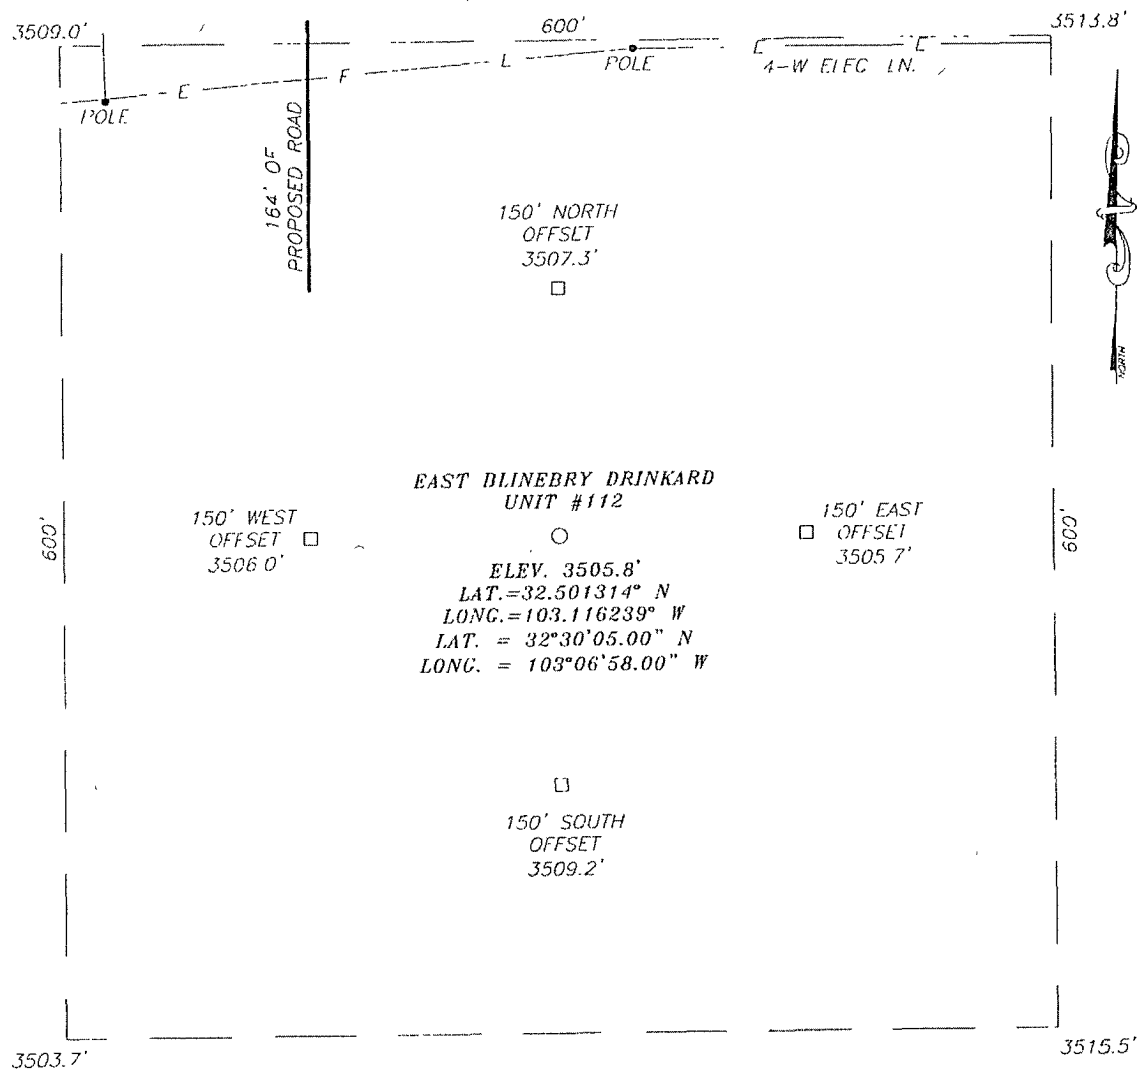 3509.0'
600'
3513.8'
E
F
L
E
E
POLE
4-W ELEC LN.
POLE
164' OF
PROPOSED ROAD
150' NORTH
OFFSET
3507.3'
NORTH
EAST BLINEBRY DRINKARD
UNIT #112
150' WEST
OFFSET
3506.0'
150' EAST
OFFSET
3505.7'
600'
600'
ELEV. 3505.8'
LAT.=32.501314° N
LONG.=103.116239° W
LAT. = 32°30'05.00" N
LONG. = 103°06'58.00" W
150' SOUTH
OFFSET
3509.2'
3503.7'
3515.5'